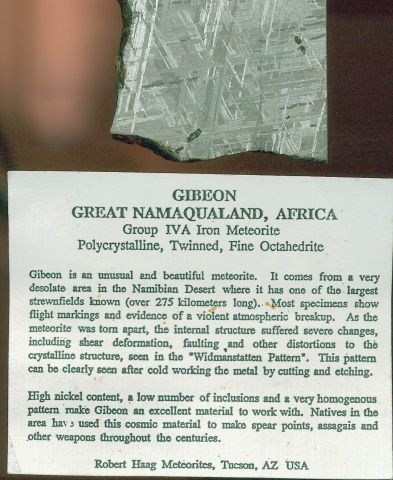 GIBEON
GREAT NAMAQUALAND, AFRICA
Group IVA Iron Meteorite
Polycrystalline, Twinned, Fine Octahedrite
Gibeon is an unusual and beautiful meteorite. It comes from a very
desolate area in the Namibian Desert where it has one of the largest
strewnfields known (over 275 kilometers long). Most specimens show
flight markings and evidence of a violent atmospheric breakup. As the
meteorite was torn apart, the internal structure suffered severe changes,
including shear deformation, faulting and other distortions to the
crystalline structure, seen in the "Widmanstatten Pattern". This pattern
can be clearly seen after cold working the metal by cutting and etching.
High nickel content, a low number of inclusions and a very homogenous
pattern make Gibeon an excellent material to work with. Natives in the
area have used this cosmic material to make spear points, assagais and
other weapons throughout the centuries.
Robert Haag Meteorites, Tucson, AZ USA